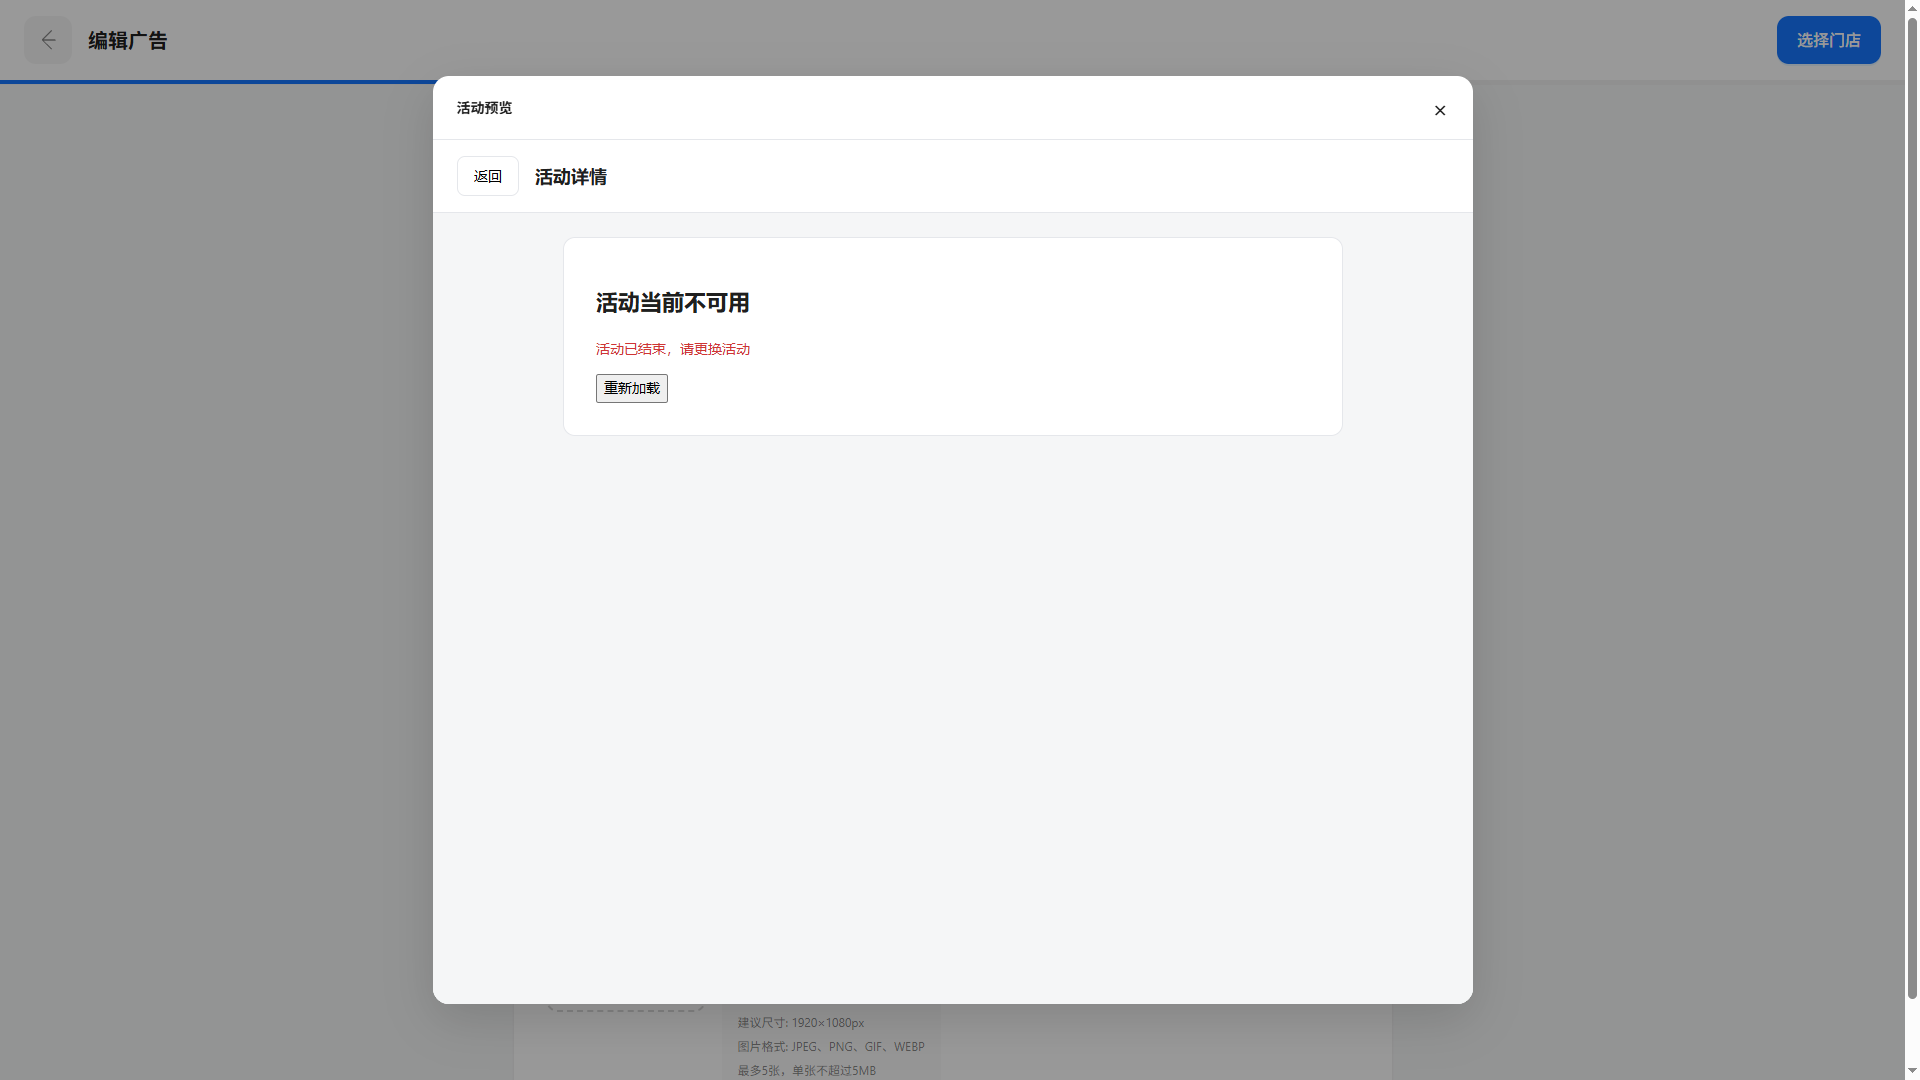 编辑广告
选择门店
活动预览
×
返回
活动详情
活动当前不可用
活动已结束，请更换活动
重新加载
建议尺寸: 1920×1080px
图片格式: JPEG、PNG、GIF、WEBP
最多5张，单张不超过5MB